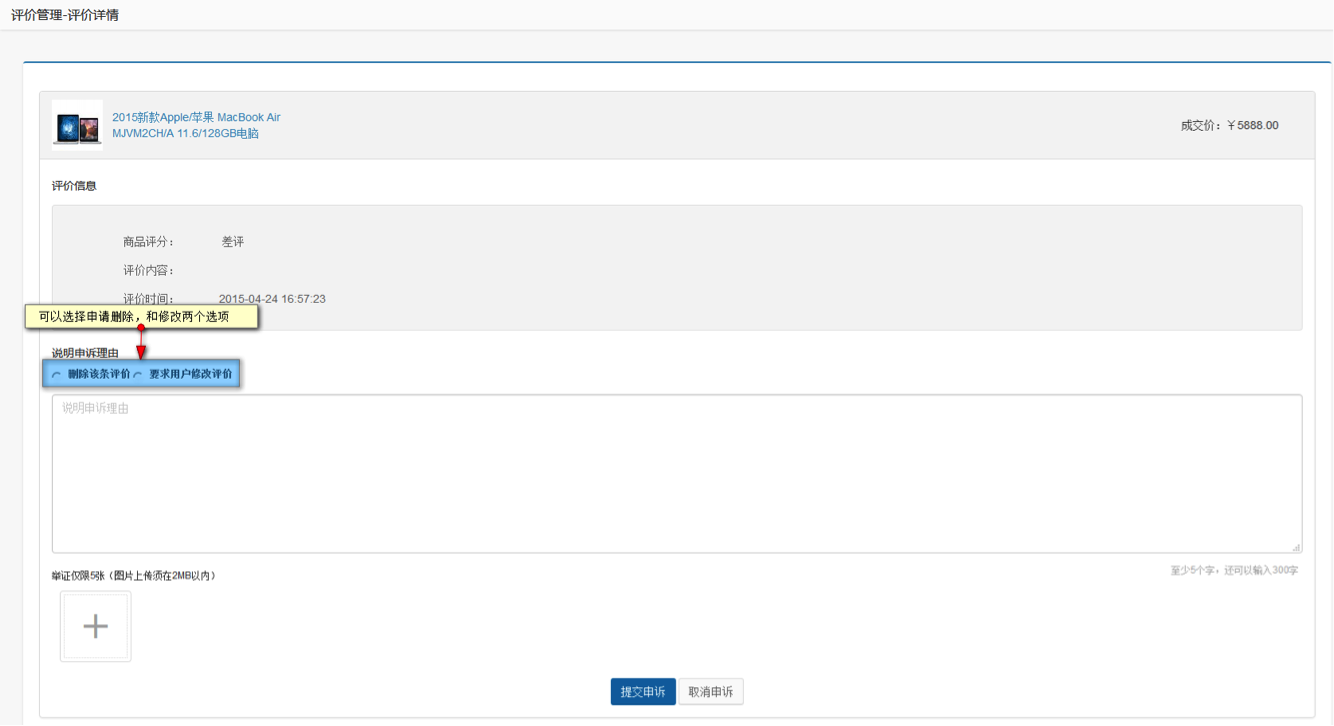 评价管理-评价详情
2015新款Apple/苹果 MacBook Air
MJVM2CH/A 11.6/128GB电脑
成交价：￥5888.00
评价信息
商品评分： 差评
评价内容：
评价时间： 2015-04-24 16:57:23
可以选择申请删除，和修改两个选项
说明申诉理由
删除该条评价 要求用户修改评价
说明申诉理由
至少5个字，还可以输入300字
举证仅限5张（图片上传须在2MB以内）
提交申诉 取消申诉